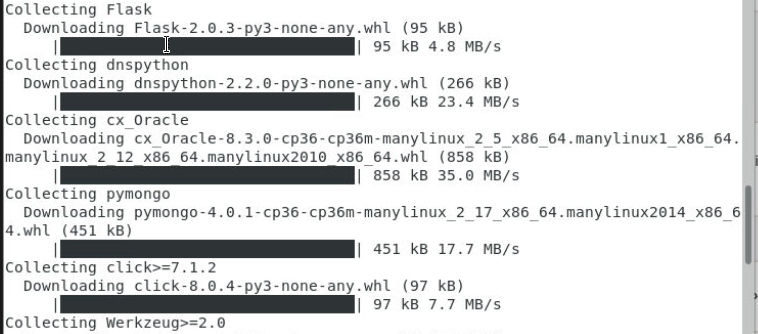 Collecting Flask
  Downloading Flask-2.0.3-py3-none-any.whl (95 kB)
     |████████████████████████████████| 95 kB 4.8 MB/s
Collecting dnspython
  Downloading dnspython-2.2.0-py3-none-any.whl (266 kB)
     |████████████████████████████████| 266 kB 23.4 MB/s
Collecting cx_Oracle
  Downloading cx_Oracle-8.3.0-cp36-cp36m-manylinux_2_5_x86_64.manylinux1_x86_64.
manylinux_2_12_x86_64.manylinux2010_x86_64.whl (858 kB)
     |████████████████████████████████| 858 kB 35.0 MB/s
Collecting pymongo
  Downloading pymongo-4.0.1-cp36-cp36m-manylinux_2_17_x86_64.manylinux2014_x86_6
4.whl (451 kB)
     |████████████████████████████████| 451 kB 17.7 MB/s
Collecting click>=7.1.2
  Downloading click-8.0.4-py3-none-any.whl (97 kB)
     |████████████████████████████████| 97 kB 7.7 MB/s
Collecting Werkzeug>=2.0